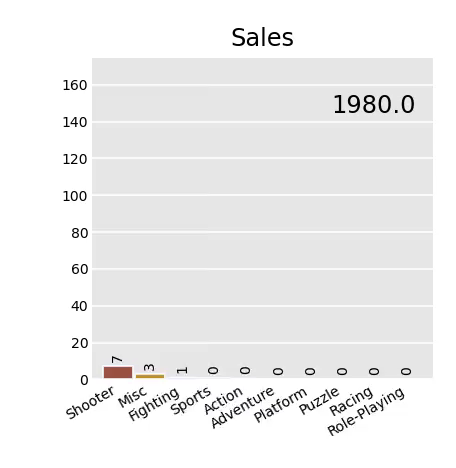 Sales
1980.0
160
140
120
100
80
60
40
20
0
7
3
1
0
0
0
0
0
0
0
Shooter
Misc
Fighting
Sports
Action
Adventure
Platform
Puzzle
Racing
Role-Playing